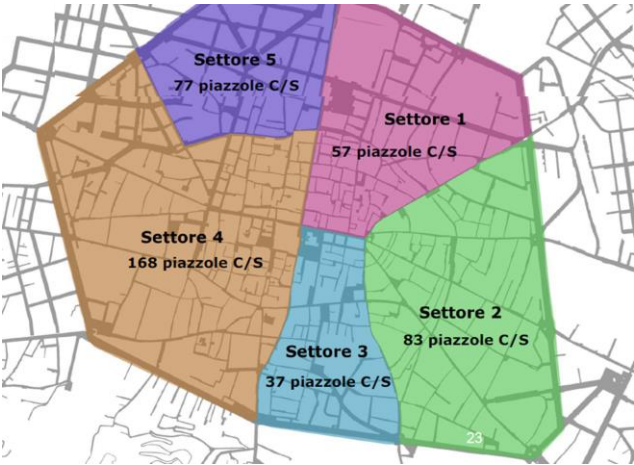 Settore 5
77 piazzole C/S
Settore 1
57 piazzole C/S
Settore 4
168 piazzole C/S
Settore 2
83 piazzole C/S
Settore 3
37 piazzole C/S
23